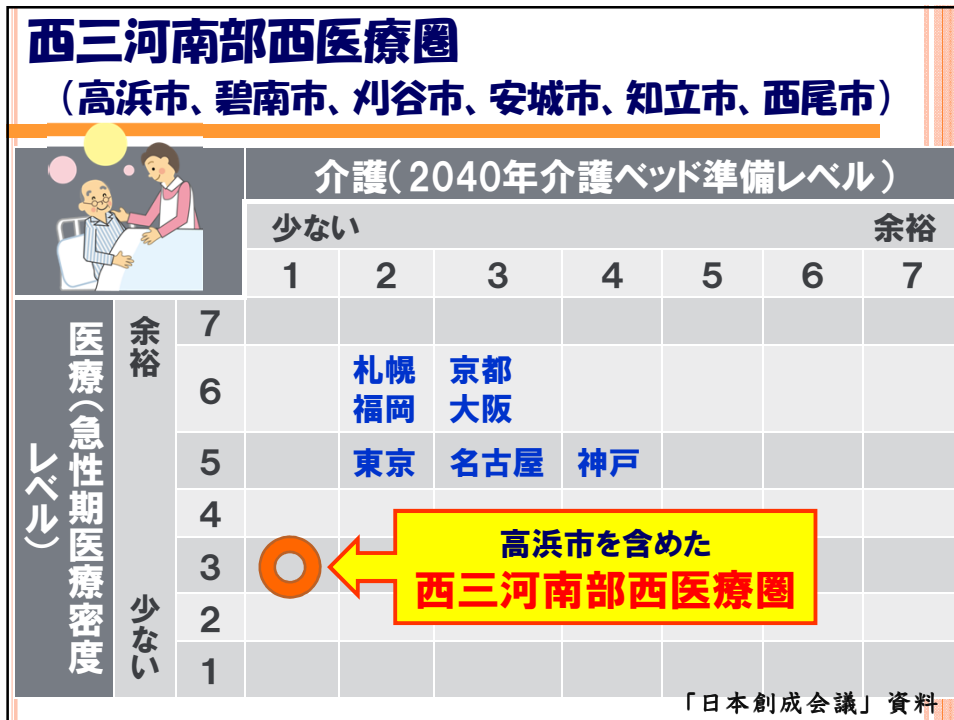 西三河南部西医療圏
（高浜市、碧南市、刈谷市、安城市、知立市、西尾市）
介護（2040年介護ベッド準備レベル）
少ない 余裕
1 2 3 4 5 6 7
医療（急性期医療密度
レベル）
余裕
少ない
7
6
札幌 京都
福岡 大阪
5 東京 名古屋 神戸
4
3
高浜市を含めた
西三河南部西医療圏
2
1
「日本創成会議」資料